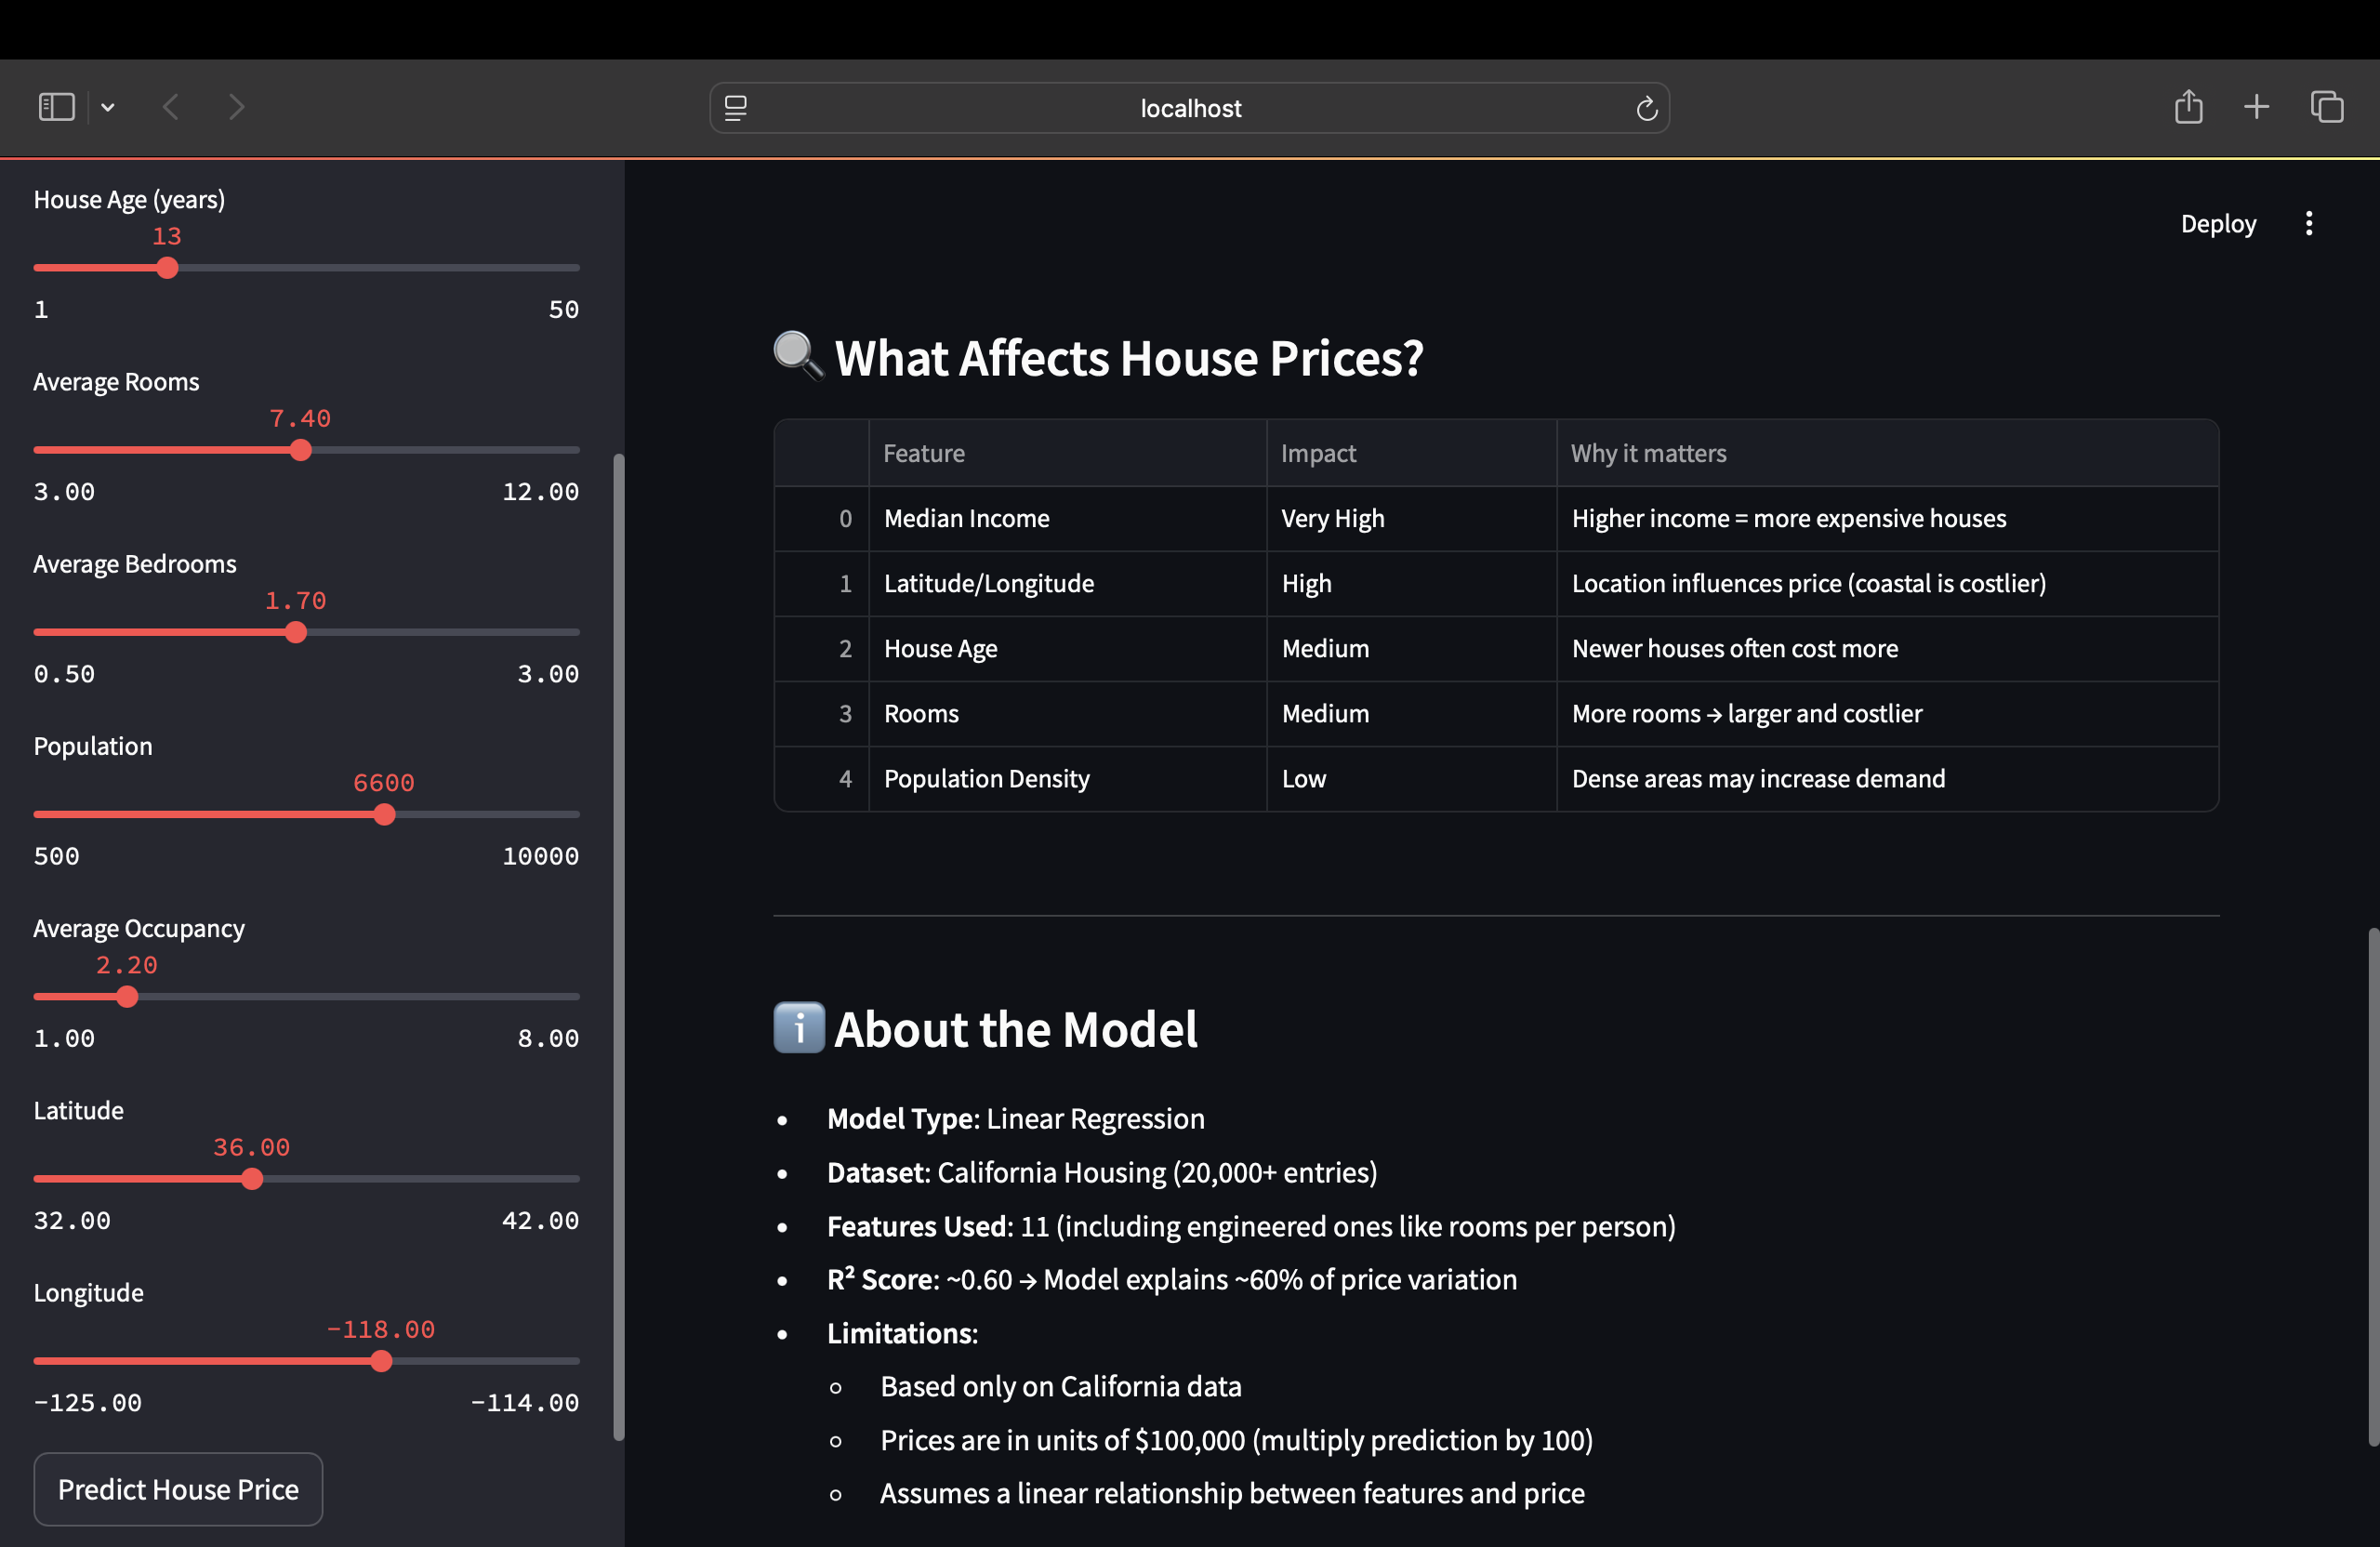 localhost
House Age (years)
13
1 50
Average Rooms
7.40
3.00 12.00
Average Bedrooms
1.70
0.50 3.00
Population
6600
500 10000
Average Occupancy
2.20
1.00 8.00
Latitude
36.00
32.00 42.00
Longitude
-118.00
-125.00 -114.00
Predict House Price
Deploy
What Affects House Prices?
Feature Impact Why it matters
0 Median Income Very High Higher income = more expensive houses
1 Latitude/Longitude High Location influences price (coastal is costlier)
2 House Age Medium Newer houses often cost more
3 Rooms Medium More rooms → larger and costlier
4 Population Density Low Dense areas may increase demand
About the Model
Model Type: Linear Regression
Dataset: California Housing (20,000+ entries)
Features Used: 11 (including engineered ones like rooms per person)
R² Score: ~0.60 → Model explains ~60% of price variation
Limitations:
Based only on California data
Prices are in units of $100,000 (multiply prediction by 100)
Assumes a linear relationship between features and price